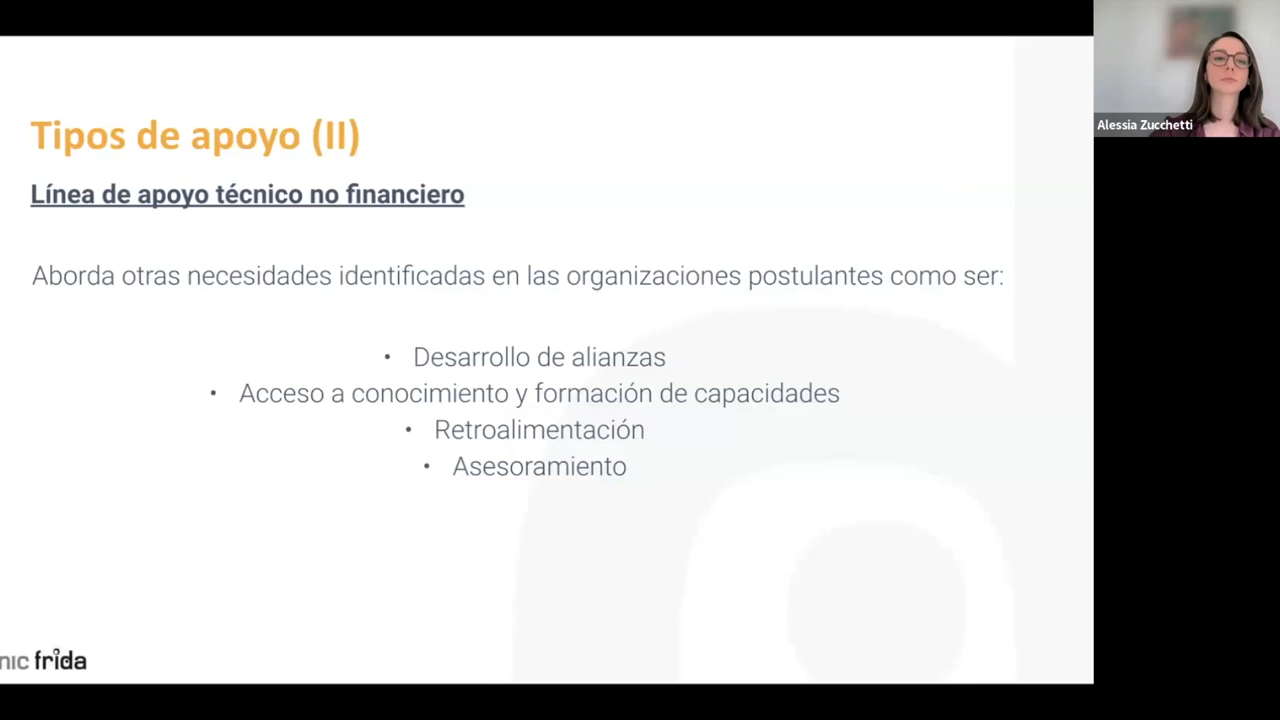 Tipos de apoyo (II)
Línea de apoyo técnico no financiero
Aborda otras necesidades identificadas en las organizaciones postulantes como ser:
• Desarrollo de alianzas
• Acceso a conocimiento y formación de capacidades
• Retroalimentación
• Asesoramiento
nic frida
Alessia Zucchetti